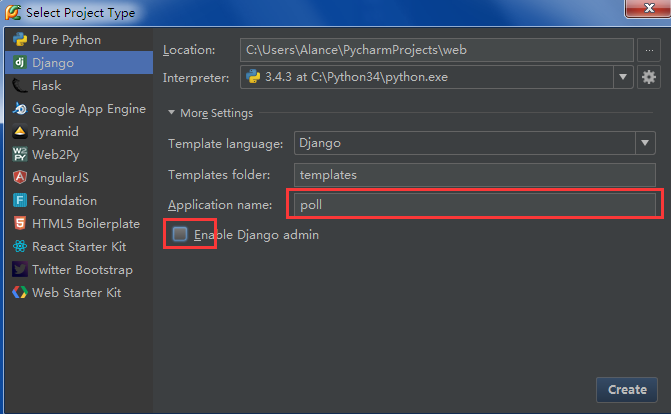 Select Project Type
Pure Python
Django
Flask
Google App Engine
Pyramid
Web2Py
AngularJS
Foundation
HTML5 Boilerplate
React Starter Kit
Twitter Bootstrap
Web Starter Kit
Location: C:\Users\Alance\PycharmProjects\web ...
Interpreter: 3.4.3 at C:\Python34\python.exe
More Settings
Template language: Django
Templates folder: templates
Application name: poll
Enable Django admin
Create